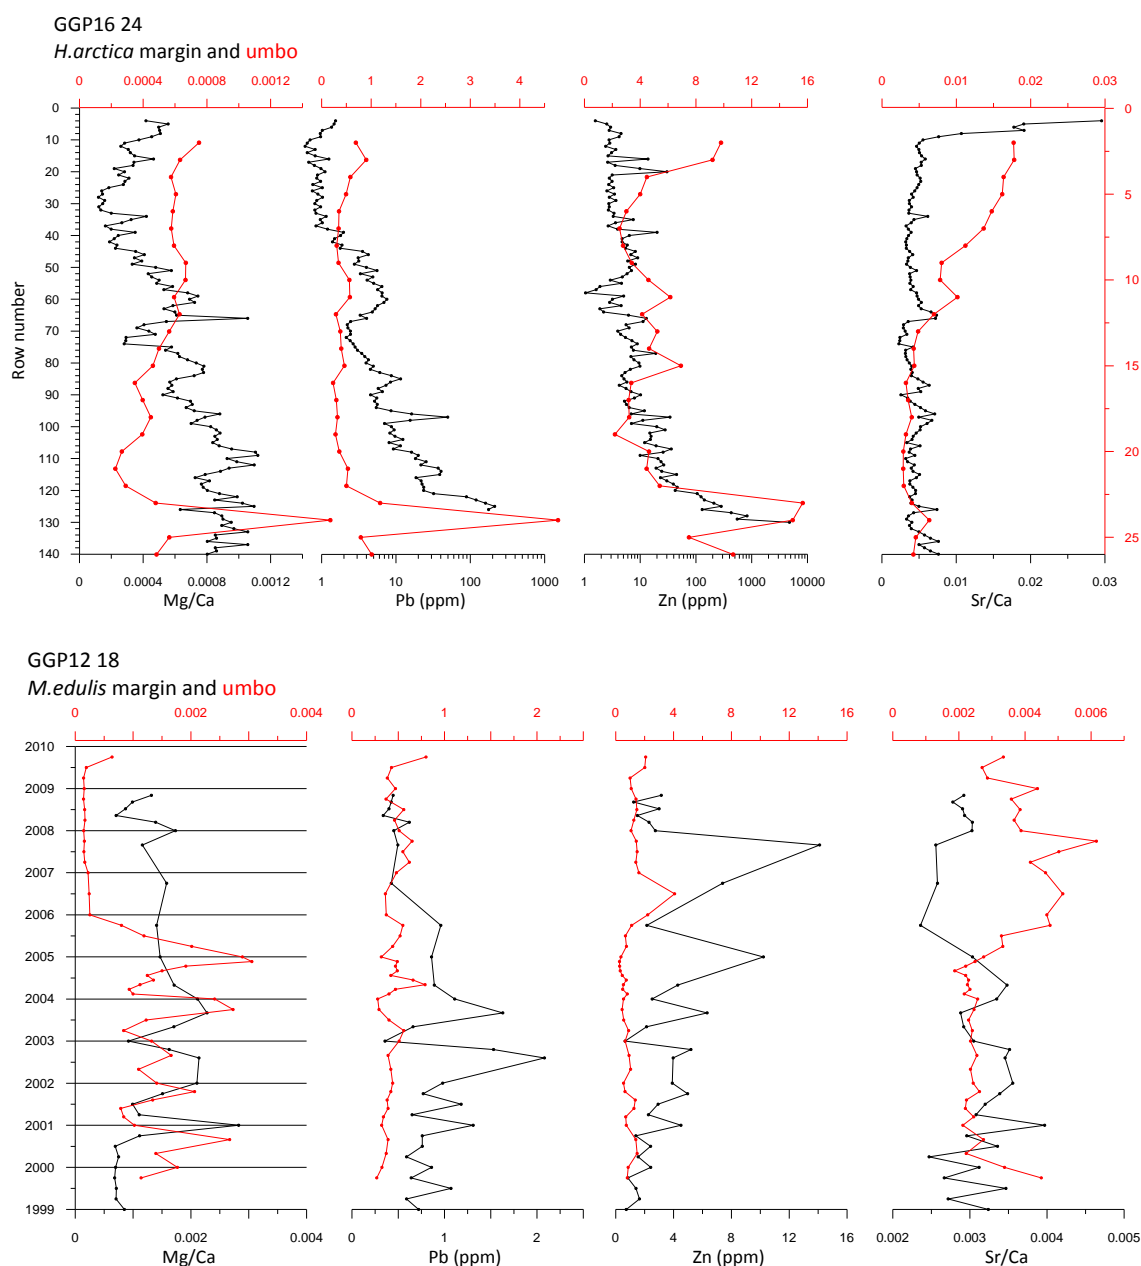 GGP16 24
H.arctica margin and umbo
0 0.0004 0.0008 0.0012
0 1 2 3 4 5
0 4 8 12 16
0 0.01 0.02 0.03
Row number
0
10
20
30
40
50
60
70
80
90
100
110
120
130
140
0
5
10
15
20
25
0 0.0004 0.0008 0.0012
1 10 100 1000
1 10 100 1000 10000
0 0.01 0.02 0.03
Mg/Ca
Pb (ppm)
Zn (ppm)
Sr/Ca
GGP12 18
M.edulis margin and umbo
0 0.002 0.004
0 1 2
0 4 8 12 16
0 0.002 0.004 0.006
2010
2009
2008
2007
2006
2005
2004
2003
2002
2001
2000
1999
0 0.002 0.004
0 1 2
0 4 8 12 16
0.002 0.003 0.004 0.005
Mg/Ca
Pb (ppm)
Zn (ppm)
Sr/Ca